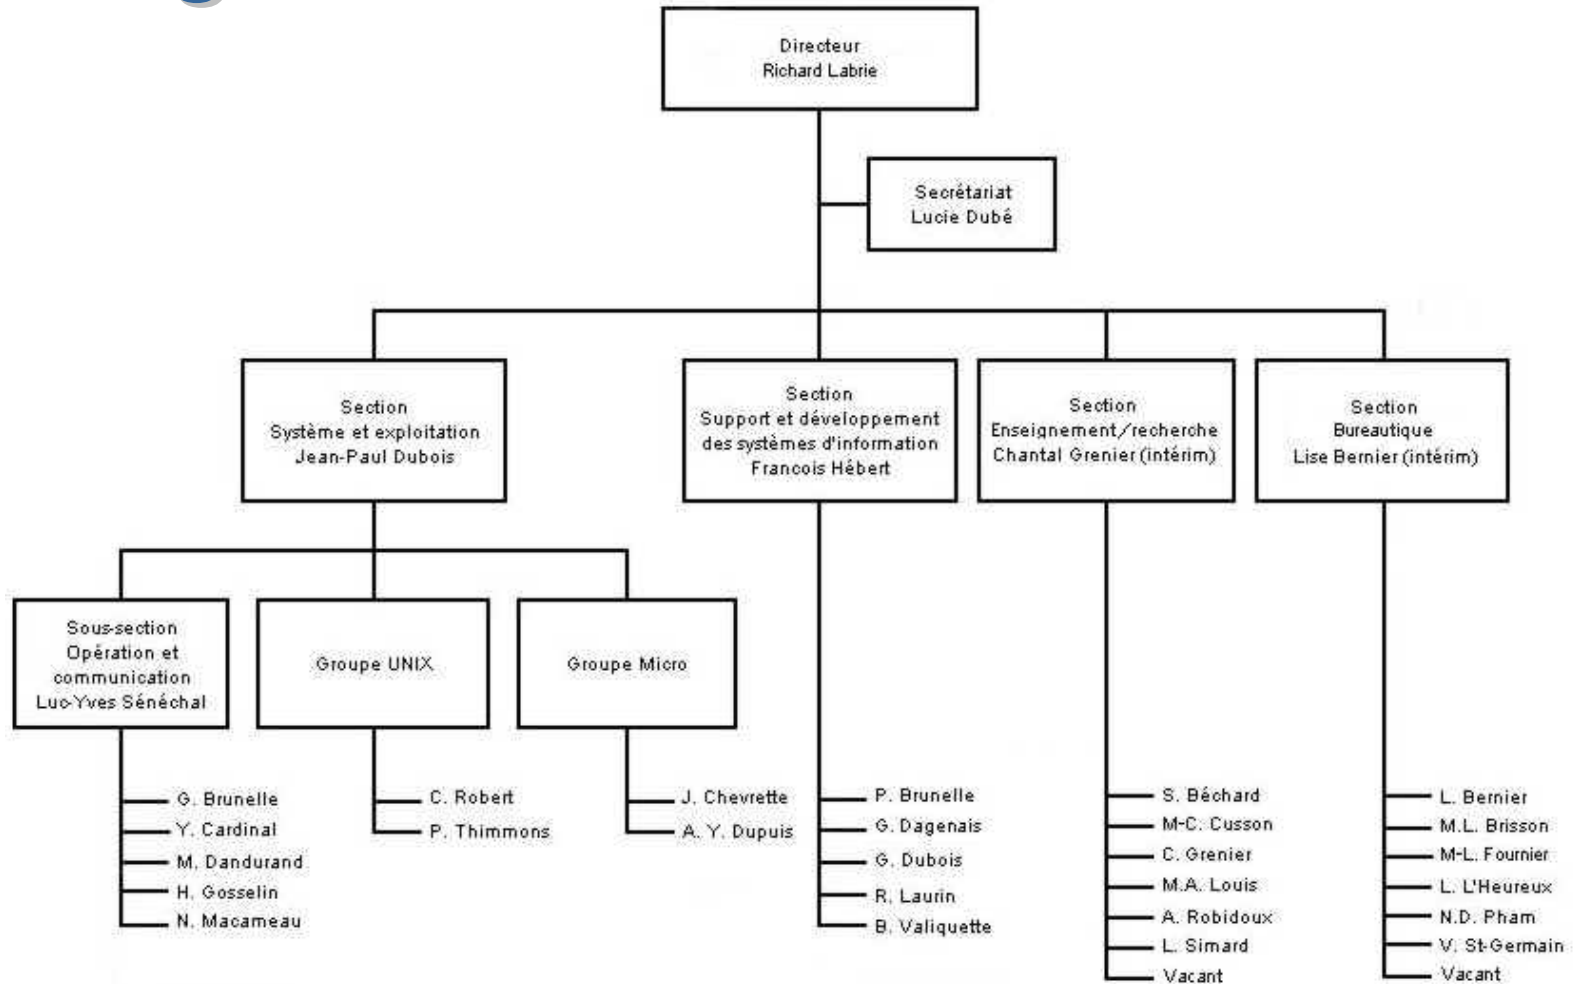 Directeur
Richard Labrie
Secrétariat
Lucie Dubé
Section
Système et exploitation
Jean-Paul Dubois
Section
Support et développement
des systèmes d'information
Francois Hébert
Section
Enseignement/recherche
Chantal Grenier (intérim)
Section
Bureautique
Lise Bernier (intérim)
Sous-section
Opération et
communication
Luc-Yves Sénéchal
Groupe UNIX
Groupe Micro
G. Brunelle
Y. Cardinal
M. Dandurand
H. Gosselin
N. Macameau
C. Robert
P. Thimmons
J. Chevrette
A. Y. Dupuis
P. Brunelle
G. Dagenais
G. Dubois
R. Laurin
B. Valiquette
S. Béchard
M-C. Cusson
C. Grenier
M.A. Louis
A. Robidoux
L. Simard
Vacant
L. Bernier
M.L. Brisson
M-L. Fournier
L. L'Heureux
N.D. Pham
V. St-Germain
Vacant